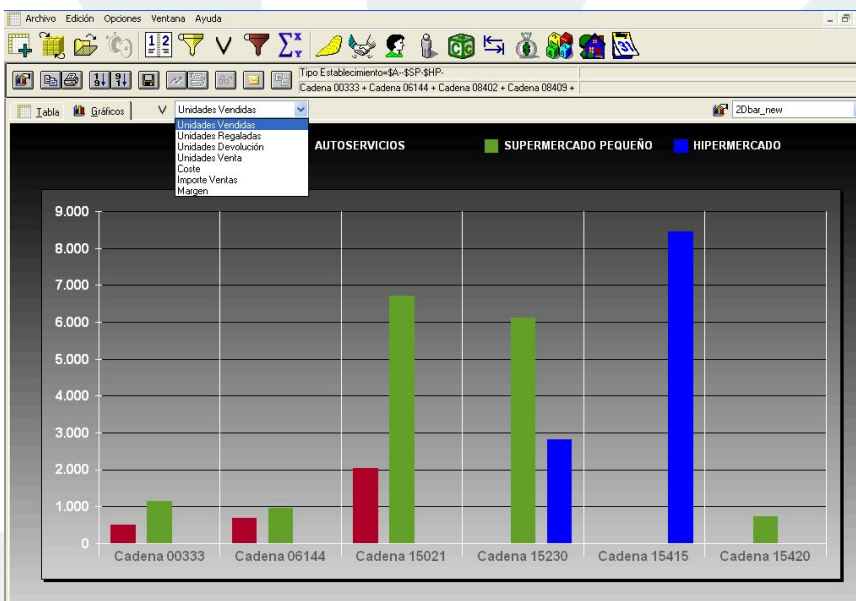 Archivo Edición Opciones Ventana Ayuda
Tipo Establecimiento=$A-$SP-$HP-
Cadena 00333 + Cadena 06144 + Cadena 08402 + Cadena 08409 +
Tabla Gráficos V Unidades Vendidas 2Dbar_new
Unidades Vendidas
Unidades Regaladas
Unidades Devolución
Unidades Venta
Coste
Importe Ventas
Margen
AUTOSERVICIOS SUPERMERCADO PEQUEÑO HIPERMERCADO
9.000
8.000
7.000
6.000
5.000
4.000
3.000
2.000
1.000
0
Cadena 00333 Cadena 06144 Cadena 15021 Cadena 15230 Cadena 15415 Cadena 15420